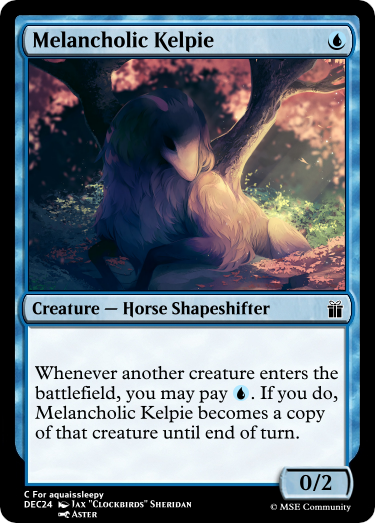 Melancholic Kelpie
Creature — Horse Shapeshifter
Whenever another creature enters the
battlefield, you may pay. If you do,
Melancholic Kelpie becomes a copy
of that creature until end of turn.
0/2
C For aquaissleepy
DEC24 Jax "Clockbirds" Sheridan
Aster
© MSE Community